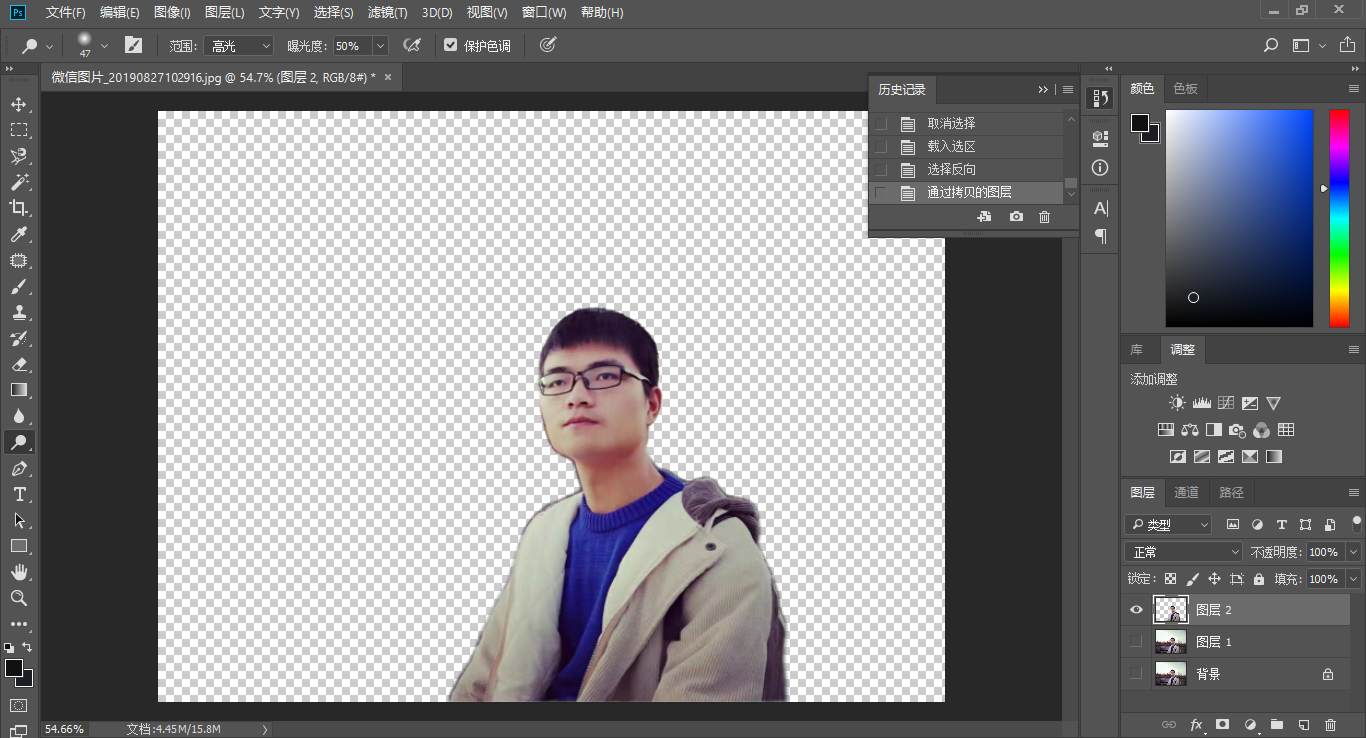 Ps 文件(F) 编辑(E) 图像(I) 图层(L) 文字(Y) 选择(S) 滤镜(T) 3D(D) 视图(V) 窗口(W) 帮助(H)
47 范围: 高光 曝光度: 50% 保护色调
微信图片_20190827102916.jpg @ 54.7% (图层 2, RGB/8#) * ×
历史记录
取消选择
载入选区
选择反向
通过拷贝的图层
颜色 色板
库 调整
添加调整
图层 通道 路径
类型
正常 不透明度: 100%
锁定: 填充: 100%
图层 2
图层 1
背景
fx
54.66% 文档:4.45M/15.8M